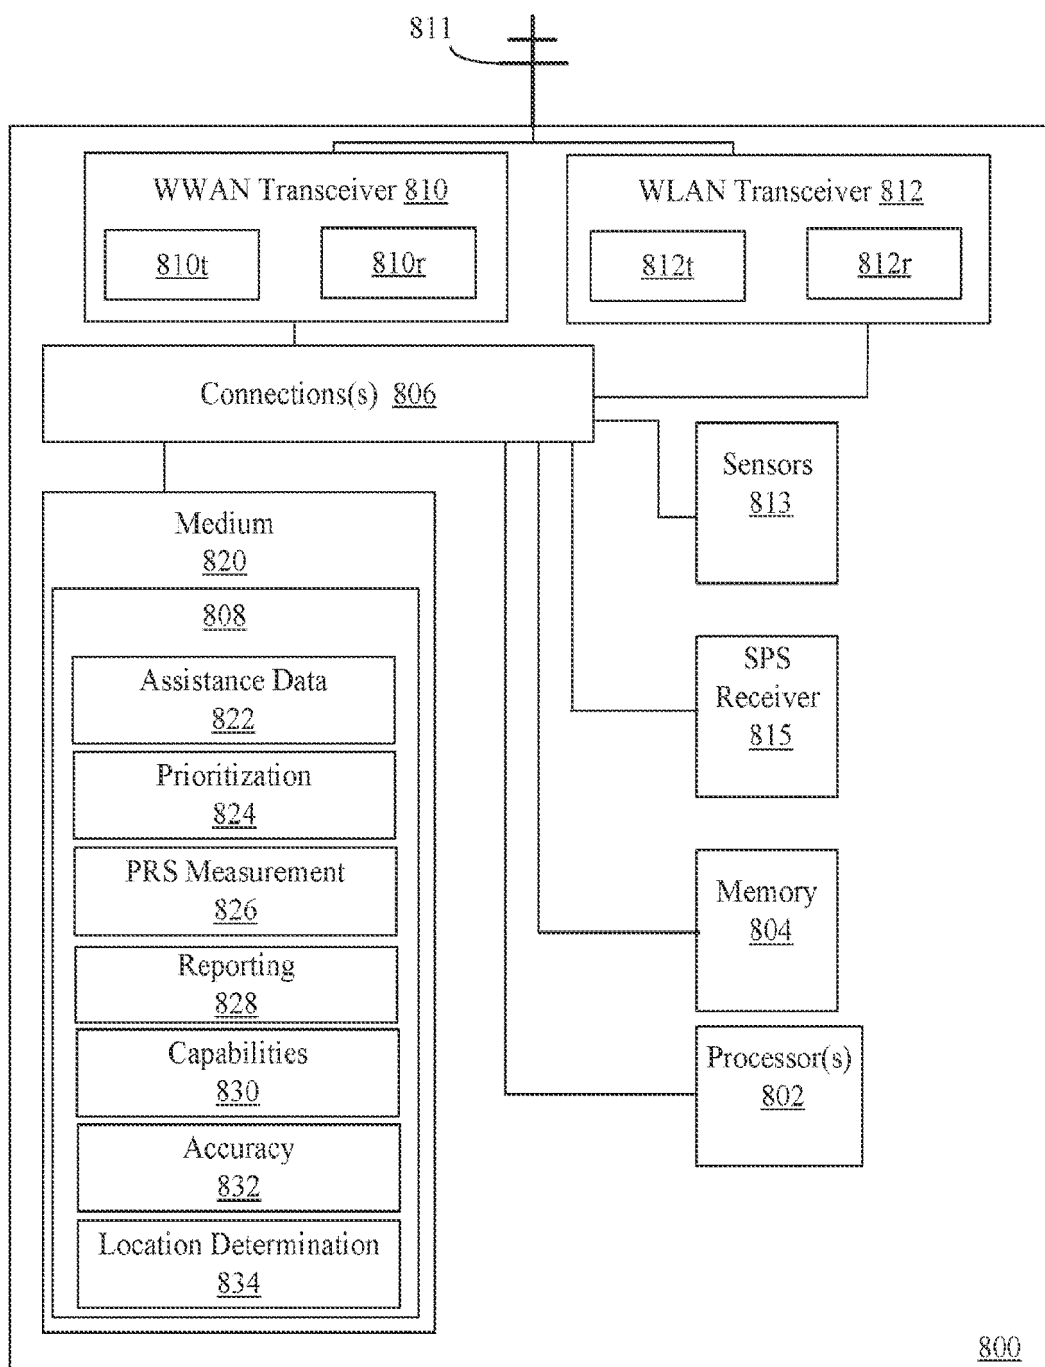 811
WWAN Transceiver 810
810t
810r
WLAN Transceiver 812
812t
812r
Connections(s) 806
Sensors
813
Medium
820
808
Assistance Data
822
Prioritization
824
PRS Measurement
826
Reporting
828
Capabilities
830
Accuracy
832
Location Determination
834
SPS
Receiver
815
Memory
804
Processor(s)
802
800